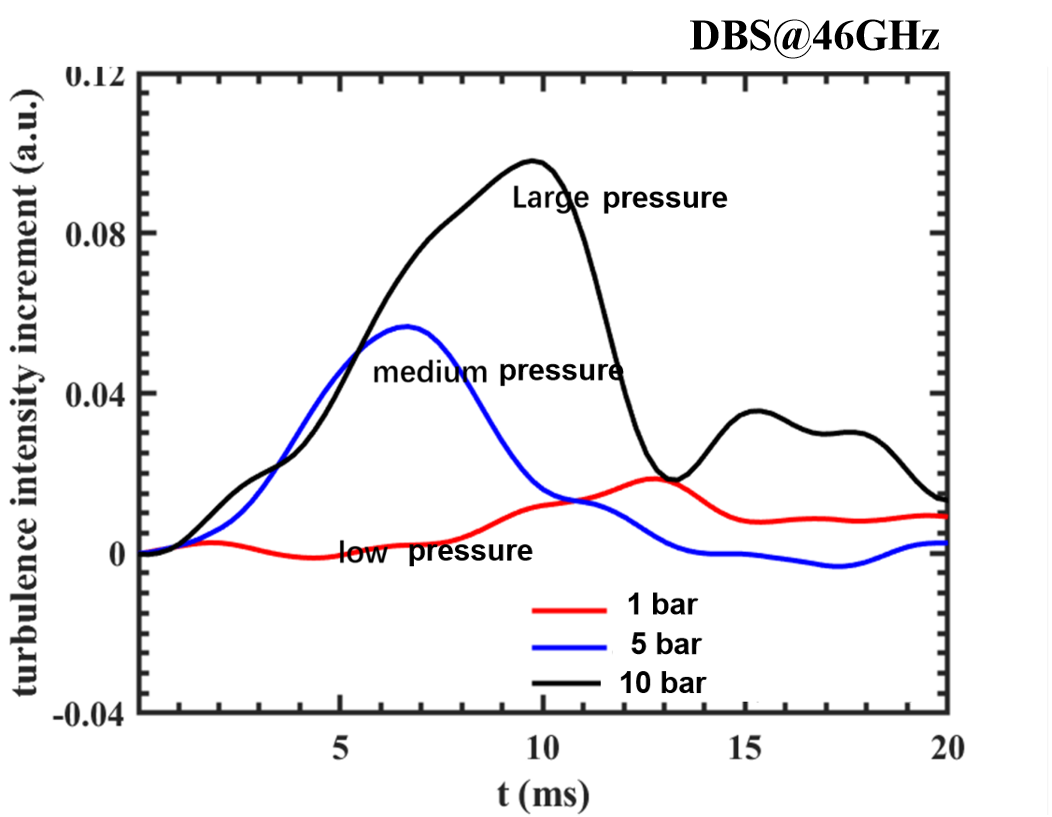 DBS@46GHz
turbulence intensity increment (a.u.)
0.12
0.08
0.04
0
-0.04
Large pressure
medium pressure
low pressure
1 bar
5 bar
10 bar
5 10 15 20
t (ms)